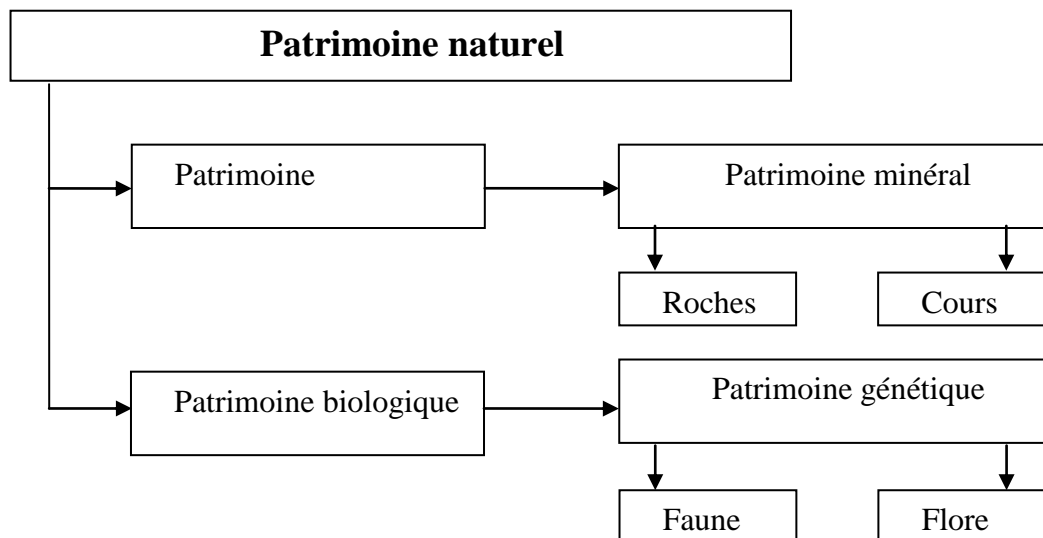 Patrimoine naturel
Patrimoine
Patrimoine minéral
Roches
Cours
Patrimoine biologique
Patrimoine génétique
Faune
Flore